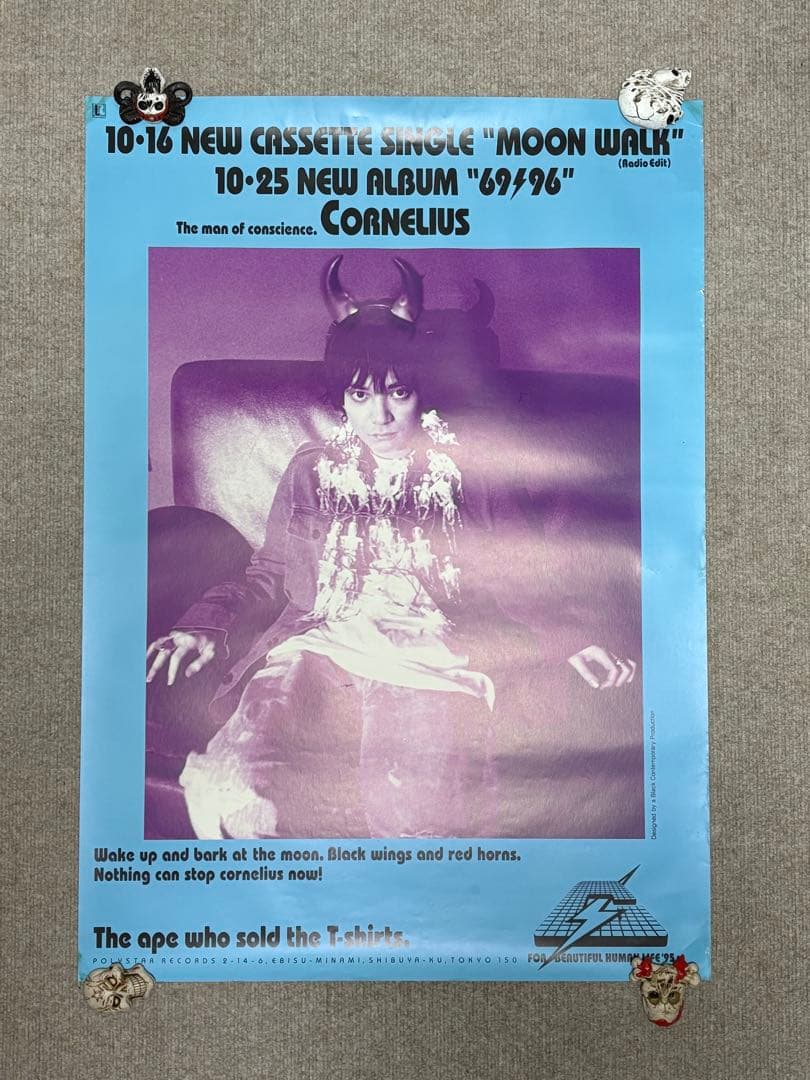 10•16 NEW CASSETTE SINGLE "MOON WALK"
(Radio Edit)
10•25 NEW ALBUM "69⚡96"
The man of conscience. CORNELIUS
Designed by a Black Contemporary Production
Wake up and bark at the moon. Black wings and red horns.
Nothing can stop cornelius now!
The ape who sold the T-shirts.
POLYSTAR RECORDS 2-14-6, EBISU-MINAMI, SHIBUYA-KU, TOKYO 150
FOR BEAUTIFUL HUMAN LIFE '95